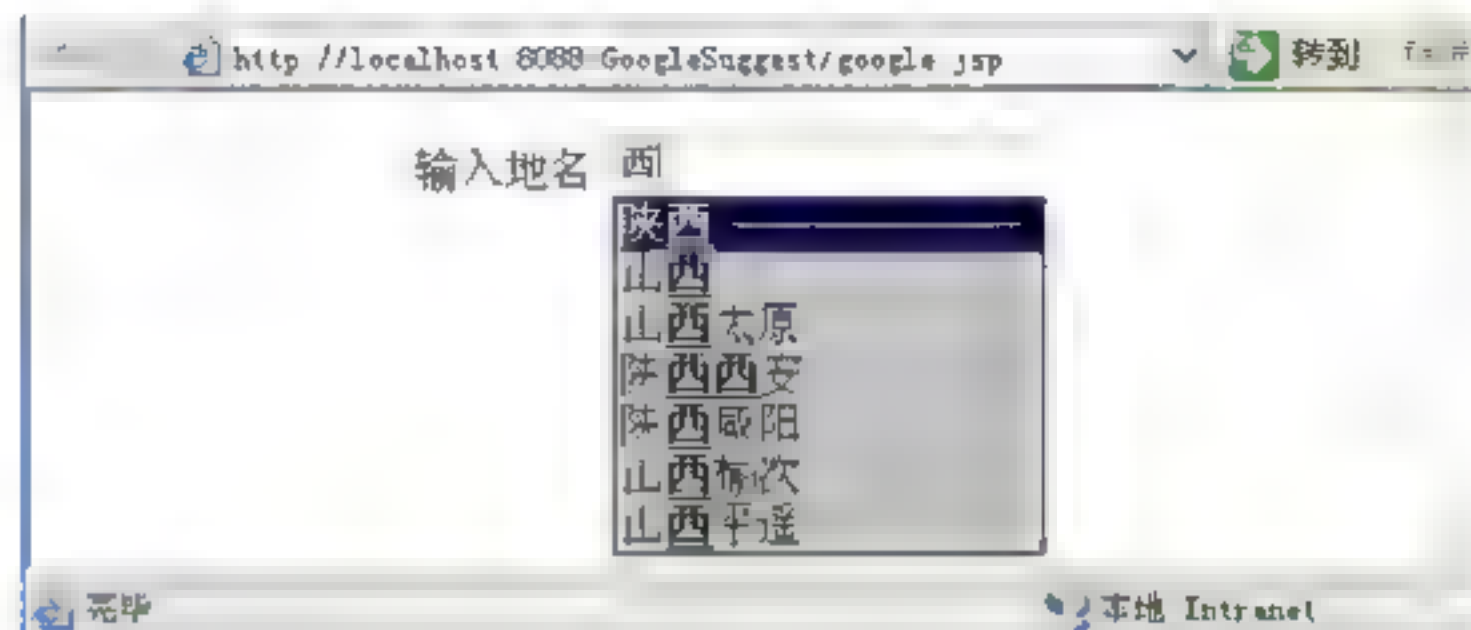 http //localhost 8088 GoogleSuggest/google jsp 转到
输入地名 西
陕西
山西
山西太原
陕西西安
陕西咸阳
山西榆次
山西平遥
完毕 本地 Intranet